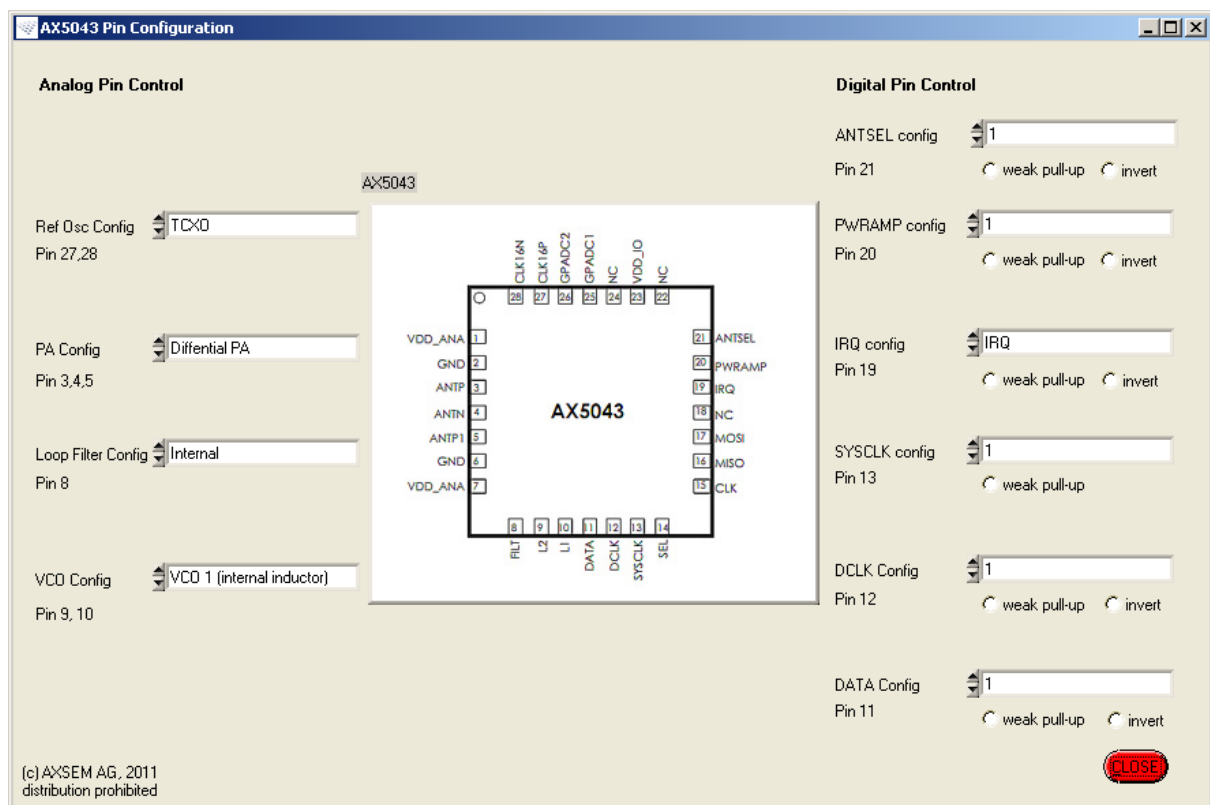 AX5043 Pin Configuration
Analog Pin Control
Digital Pin Control
ANTSEL config
1
Pin 21
weak pull-up
invert
AX5043
Ref Osc Config
TCXO
Pin 27,28
PWRAMP config
1
Pin 20
weak pull-up
invert
CLK16N
CLK16P
GPADC2
GPADC1
NC
VDD_IO
NC
28 27 26 25 24 23 22
PA Config
Diffential PA
Pin 3,4,5
VDD_ANA 1
GND 2
ANTP 3
ANTN 4
ANTP1 5
GND 6
VDD_ANA 7
AX5043
21 ANTSEL
20 PWRAMP
19 IRQ
18 NC
17 MOSI
16 MISO
15 CLK
IRQ config
IRQ
Pin 19
weak pull-up
invert
Loop Filter Config
Internal
Pin 8
SYSCLK config
1
Pin 13
weak pull-up
8 9 10 11 12 13 14
FILT
L2
L1
DATA
DCLK
SYSCLK
SEL
VCO Config
VCO 1 (internal inductor)
Pin 9, 10
DCLK Config
1
Pin 12
weak pull-up
invert
DATA Config
1
Pin 11
weak pull-up
invert
CLOSE
(c) AXSEM AG, 2011
distribution prohibited